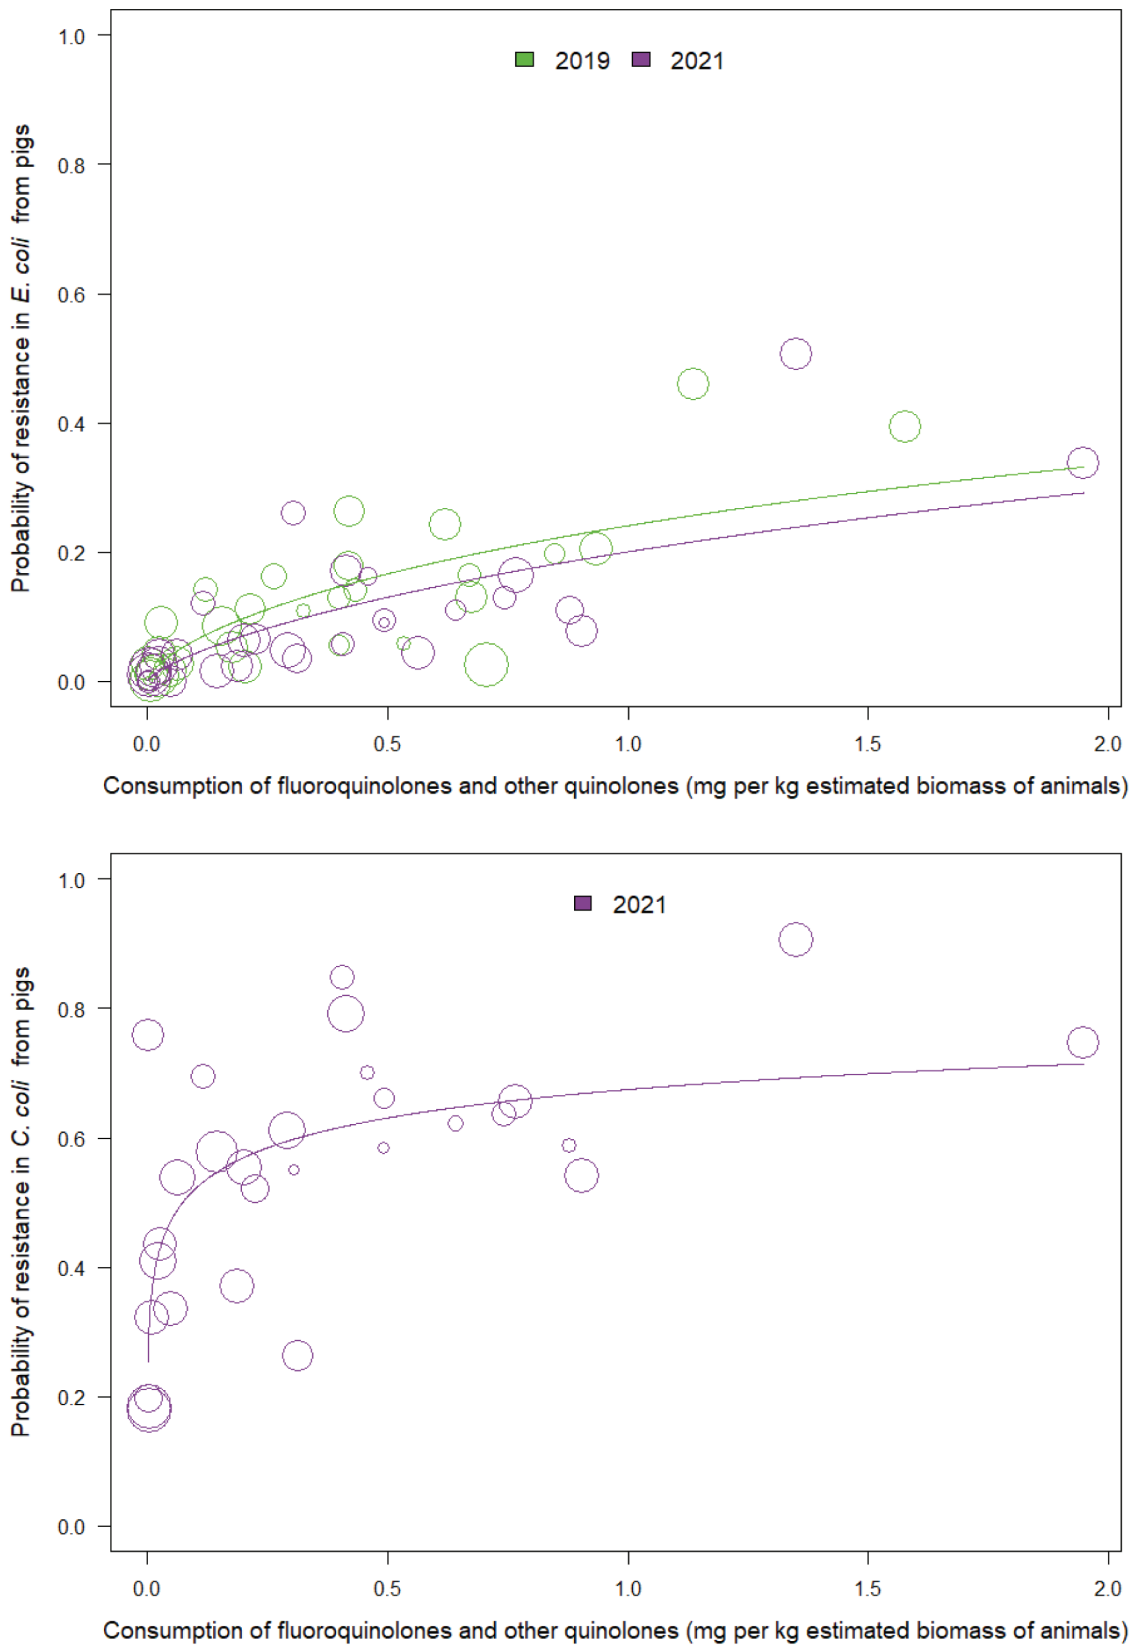 2019 2021
1.0
0.8
0.6
0.4
0.2
0.0
Probability of resistance in E. coli from pigs
0.0 0.5 1.0 1.5 2.0
Consumption of fluoroquinolones and other quinolones (mg per kg estimated biomass of animals)
2021
1.0
0.8
0.6
0.4
0.2
0.0
Probability of resistance in C. coli from pigs
0.0 0.5 1.0 1.5 2.0
Consumption of fluoroquinolones and other quinolones (mg per kg estimated biomass of animals)